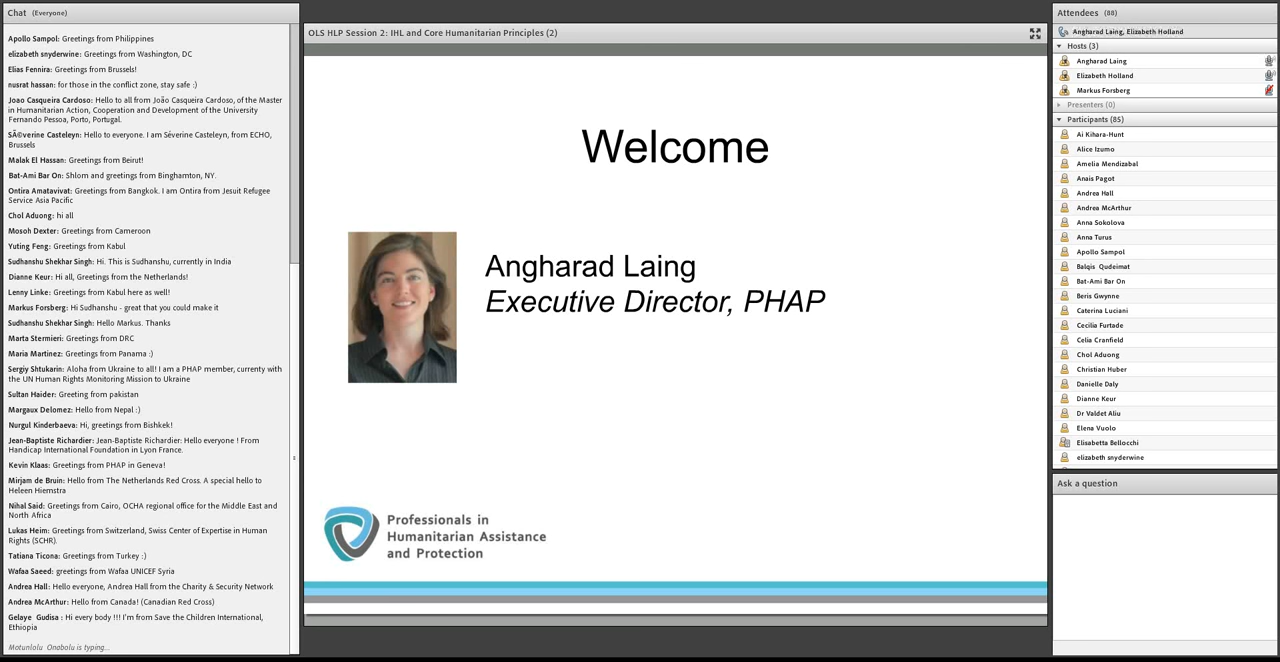 Chat (Everyone)
Apollo Sampol: Greetings from Philippines
elizabeth snyderwine: Greetings from Washington, DC
Elias Fennira: Greetings from Brussels!
nusrat hassan: for those in the conflict zone, stay safe :)
Joao Casqueira Cardoso: Hello to all from João Casqueira Cardoso, of the Master
in Humanitarian Action, Cooperation and Development of the University
Fernando Pessoa, Porto, Portugal.
SÃ©verine Casteleyn: Hello to everyone. I am Séverine Casteleyn, from ECHO,
Brussels
Malak El Hassan: Greetings from Beirut!
Bat-Ami Bar On: Shlom and greetings from Binghamton, NY.
Ontira Amatavivat: Greetings from Bangkok. I am Ontira from Jesuit Refugee
Service Asia Pacific
Chol Aduong: hi all
Mosoh Dexter: Greetings from Cameroon
Yuting Feng: Greetings from Kabul
Sudhanshu Shekhar Singh: Hi. This is Sudhanshu, currently in India
Dianne Keur: Hi all, Greetings from the Netherlands!
Lenny Linke: Greetings from Kabul here as well!
Markus Forsberg: Hi Sudhanshu - great that you could make it
Sudhanshu Shekhar Singh: Hello Markus. Thanks
Marta Stermieri: Greetings from DRC
Maria Martinez: Greetings from Panama :)
Sergiy Shtukarin: Aloha from Ukraine to all! I am a PHAP member, currenty with
the UN Human Rights Monitoring Mission to Ukraine
Sultan Haider: Greeting from pakistan
Margaux Delomez: Hello from Nepal :)
Nurgul Kinderbaeva: Hi, greetings from Bishkek!
Jean-Baptiste Richardier: Jean-Baptiste Richardier: Hello everyone ! From
Handicap International Foundation in Lyon France.
Kevin Klaas: Greetings from PHAP in Geneva!
Mirjam de Bruin: Hello from The Netherlands Red Cross. A special hello to
Heleen Hiemstra
Nihal Said: Greetings from Cairo, OCHA regional office for the Middle East and
North Africa
Lukas Heim: Greetings from Switzerland, Swiss Center of Expertise in Human
Rights (SCHR).
Tatiana Ticona: Greetings from Turkey :)
Wafaa Saeed: greetings from Wafaa UNICEF Syria
Andrea Hall: Hello everyone, Andrea Hall from the Charity & Security Network
Andrea McArthur: Hello from Canada! (Canadian Red Cross)
Gelaye Gudisa : Hi every body !!! I'm from Save the Children International,
Ethiopia
Motunlolu Onabolu is typing...
OLS HLP Session 2: IHL and Core Humanitarian Principles (2)
Welcome
Angharad Laing
Executive Director, PHAP
Professionals in
Humanitarian Assistance
and Protection
Attendees (88)
Angharad Laing, Elizabeth Holland
Hosts (3)
Angharad Laing
Elizabeth Holland
Markus Forsberg
Presenters (0)
Participants (85)
Ai Kihara-Hunt
Alice Izumo
Amelia Mendizabal
Anais Pagot
Andrea Hall
Andrea McArthur
Anna Sokolova
Anna Turus
Apollo Sampol
Balqis Qudeimat
Bat-Ami Bar On
Beris Gwynne
Caterina Luciani
Cecilia Furtade
Celia Cranfield
Chol Aduong
Christian Huber
Danielle Daly
Dianne Keur
Dr Valdet Aliu
Elena Vuolo
Elisabetta Bellocchi
elizabeth snyderwine
Ask a question